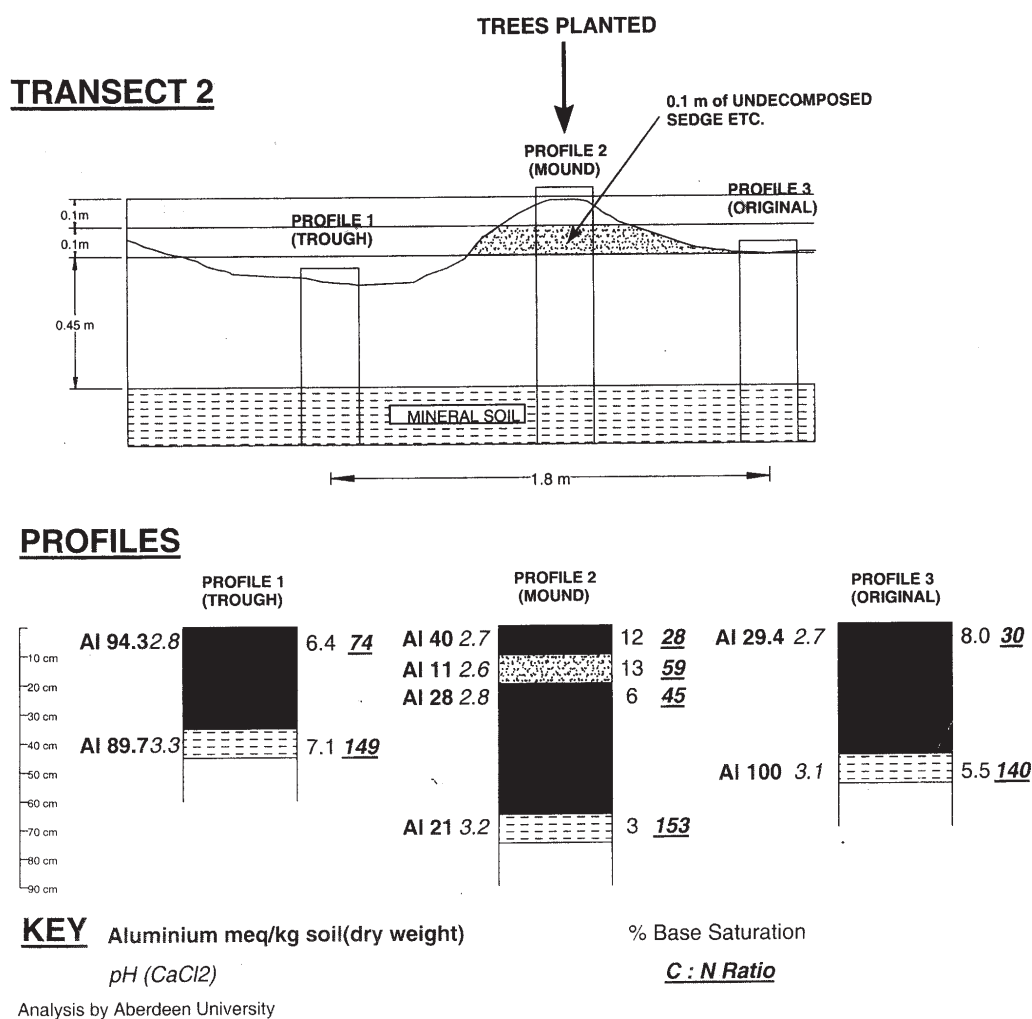 TREES PLANTED
TRANSECT 2
0.1 m of UNDECOMPOSED
SEDGE ETC.
PROFILE 2
(MOUND)
PROFILE 3
(ORIGINAL)
PROFILE 1
(TROUGH)
0.1m
0.1m
0.45 m
MINERAL SOIL
1.8 m
PROFILES
PROFILE 1
(TROUGH)
PROFILE 2
(MOUND)
PROFILE 3
(ORIGINAL)
10 cm
20 cm
30 cm
40 cm
50 cm
60 cm
70 cm
80 cm
90 cm
Al 94.3 2.8 6.4 74
Al 89.7 3.3 7.1 149
Al 40 2.7 12 28
Al 11 2.6 13 59
Al 28 2.8 6 45
Al 21 3.2 3 153
Al 29.4 2.7 8.0 30
Al 100 3.1 5.5 140
KEY Aluminium meq/kg soil(dry weight) % Base Saturation
pH (CaCl2) C : N Ratio
Analysis by Aberdeen University